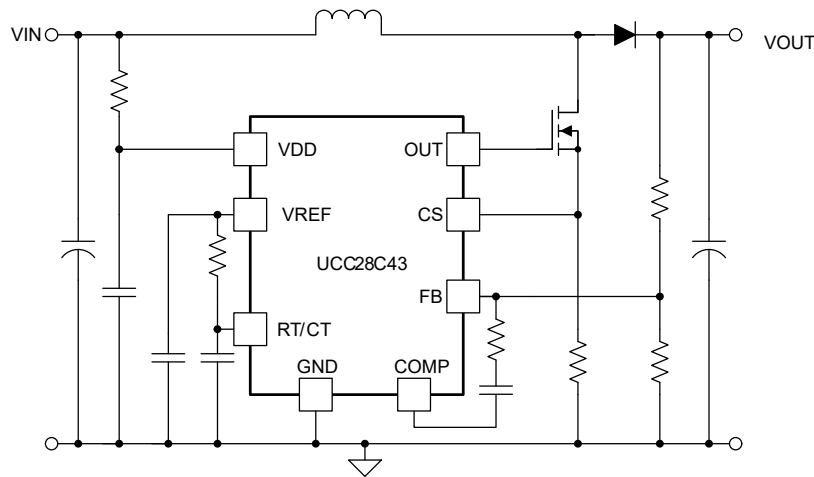 VIN
VOUT
VDD
OUT
VREF
CS
UCC28C43
FB
RT/CT
GND
COMP